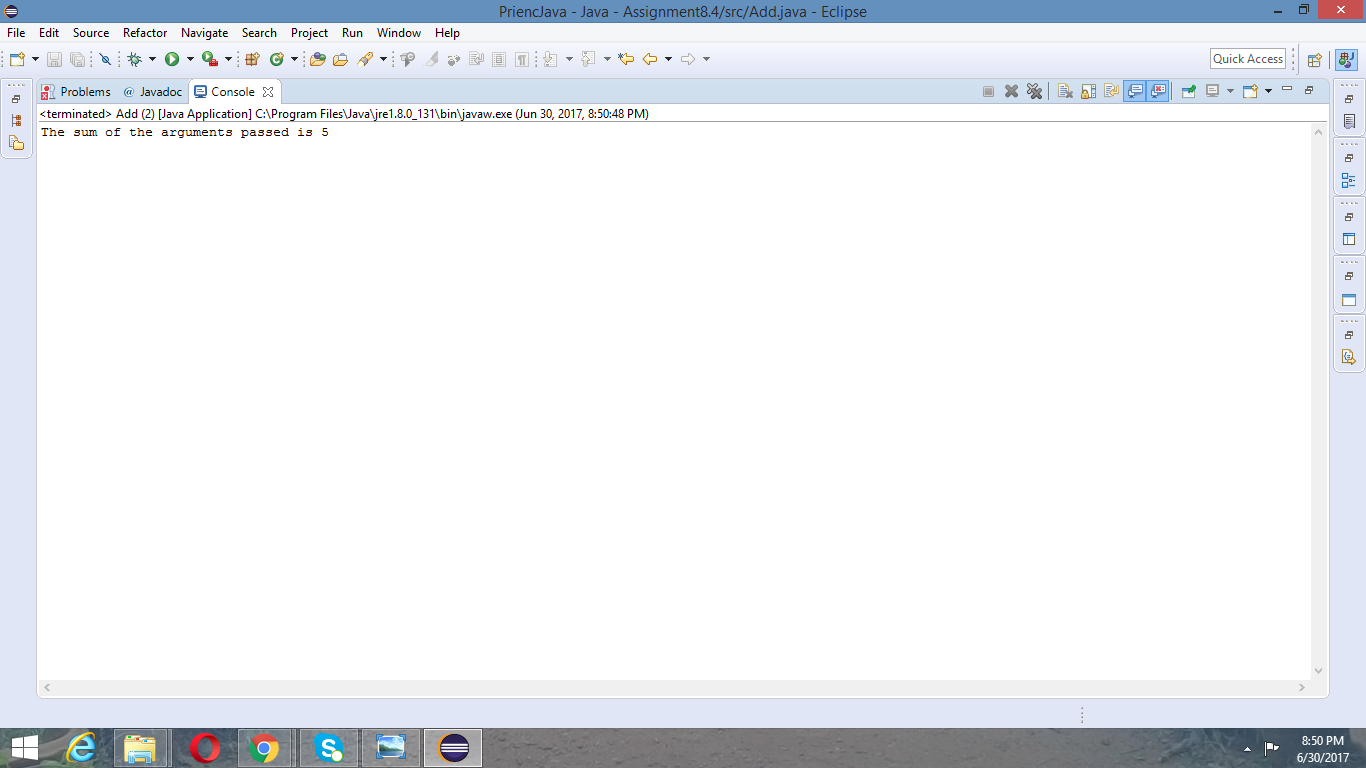 PriencJava - Java - Assignment8.4/src/Add.java - Eclipse
File Edit Source Refactor Navigate Search Project Run Window Help
Quick Access
Problems @ Javadoc Console
<terminated> Add (2) [Java Application] C:\Program Files\Java\jre1.8.0_131\bin\javaw.exe (Jun 30, 2017, 8:50:48 PM)
The sum of the arguments passed is 5
8:50 PM
6/30/2017